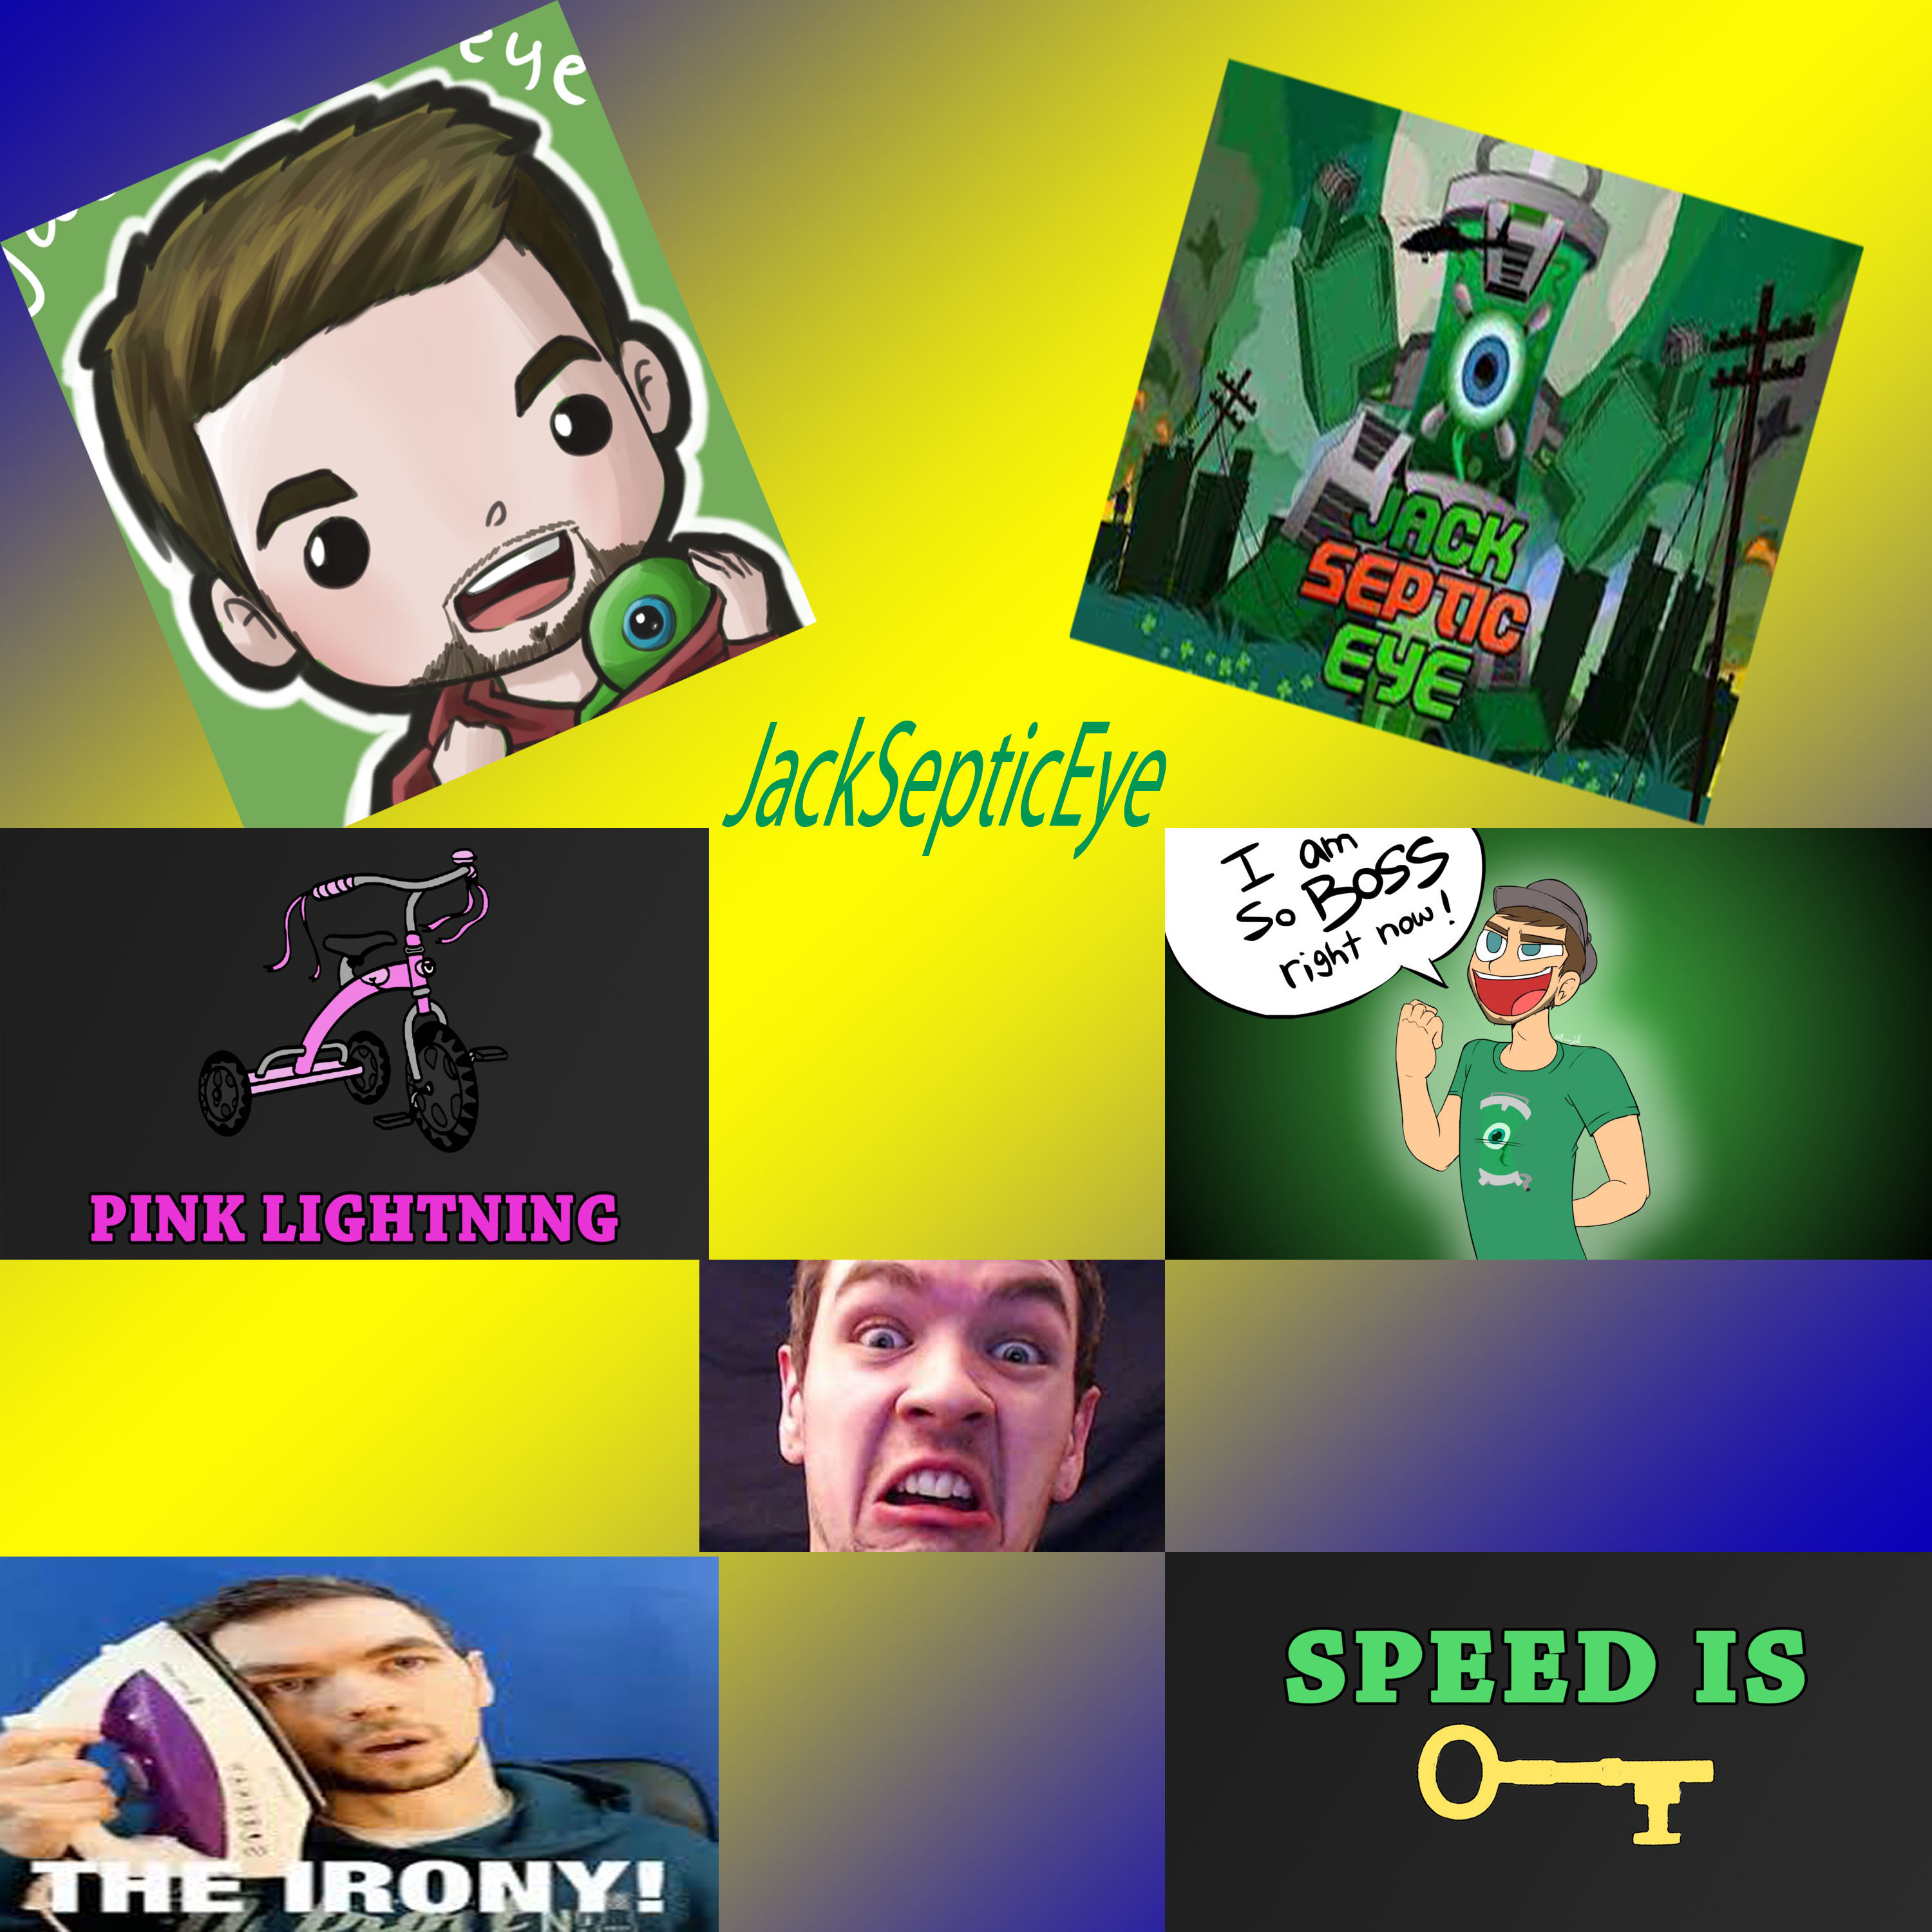 eye
JACK
SEPTIC
EYE
JackSepticEye
I am
So BOSS
right now!
PINK LIGHTNING
THE IRONY!
SPEED IS